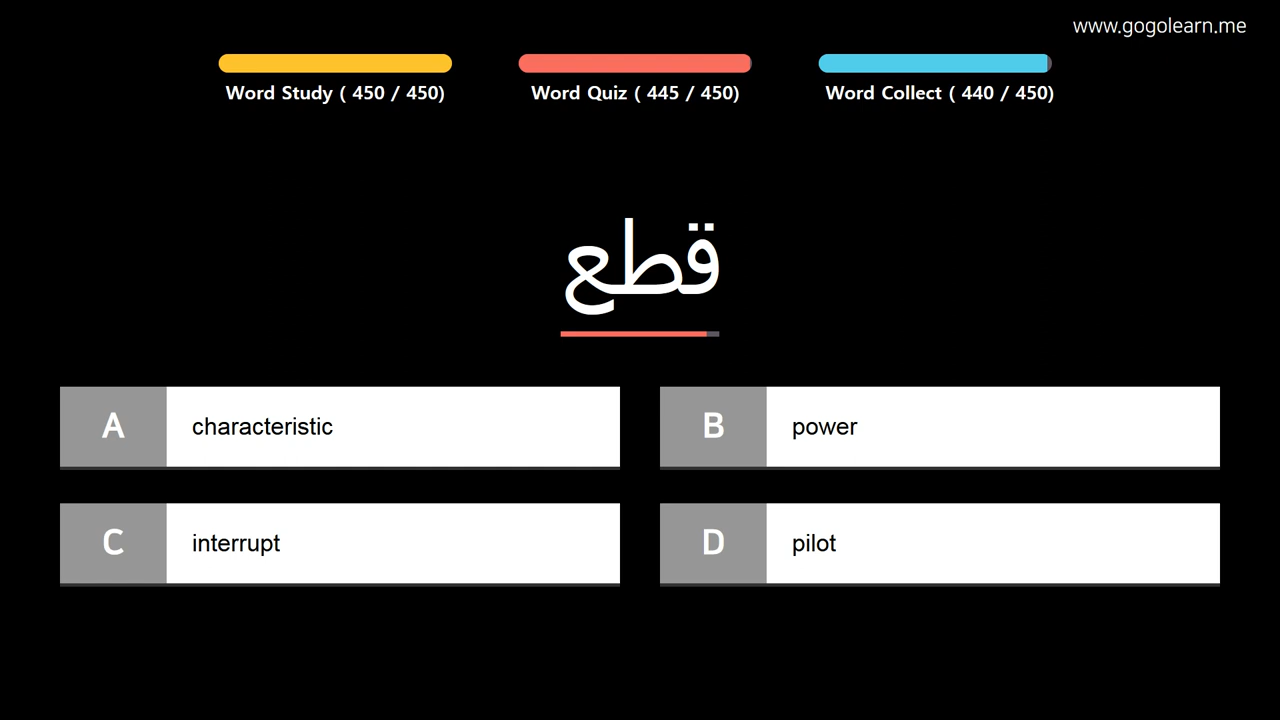 www.gogolearn.me
Word Study ( 450 / 450)
Word Quiz ( 445 / 450)
Word Collect ( 440 / 450)
قطع
A characteristic
B power
C interrupt
D pilot